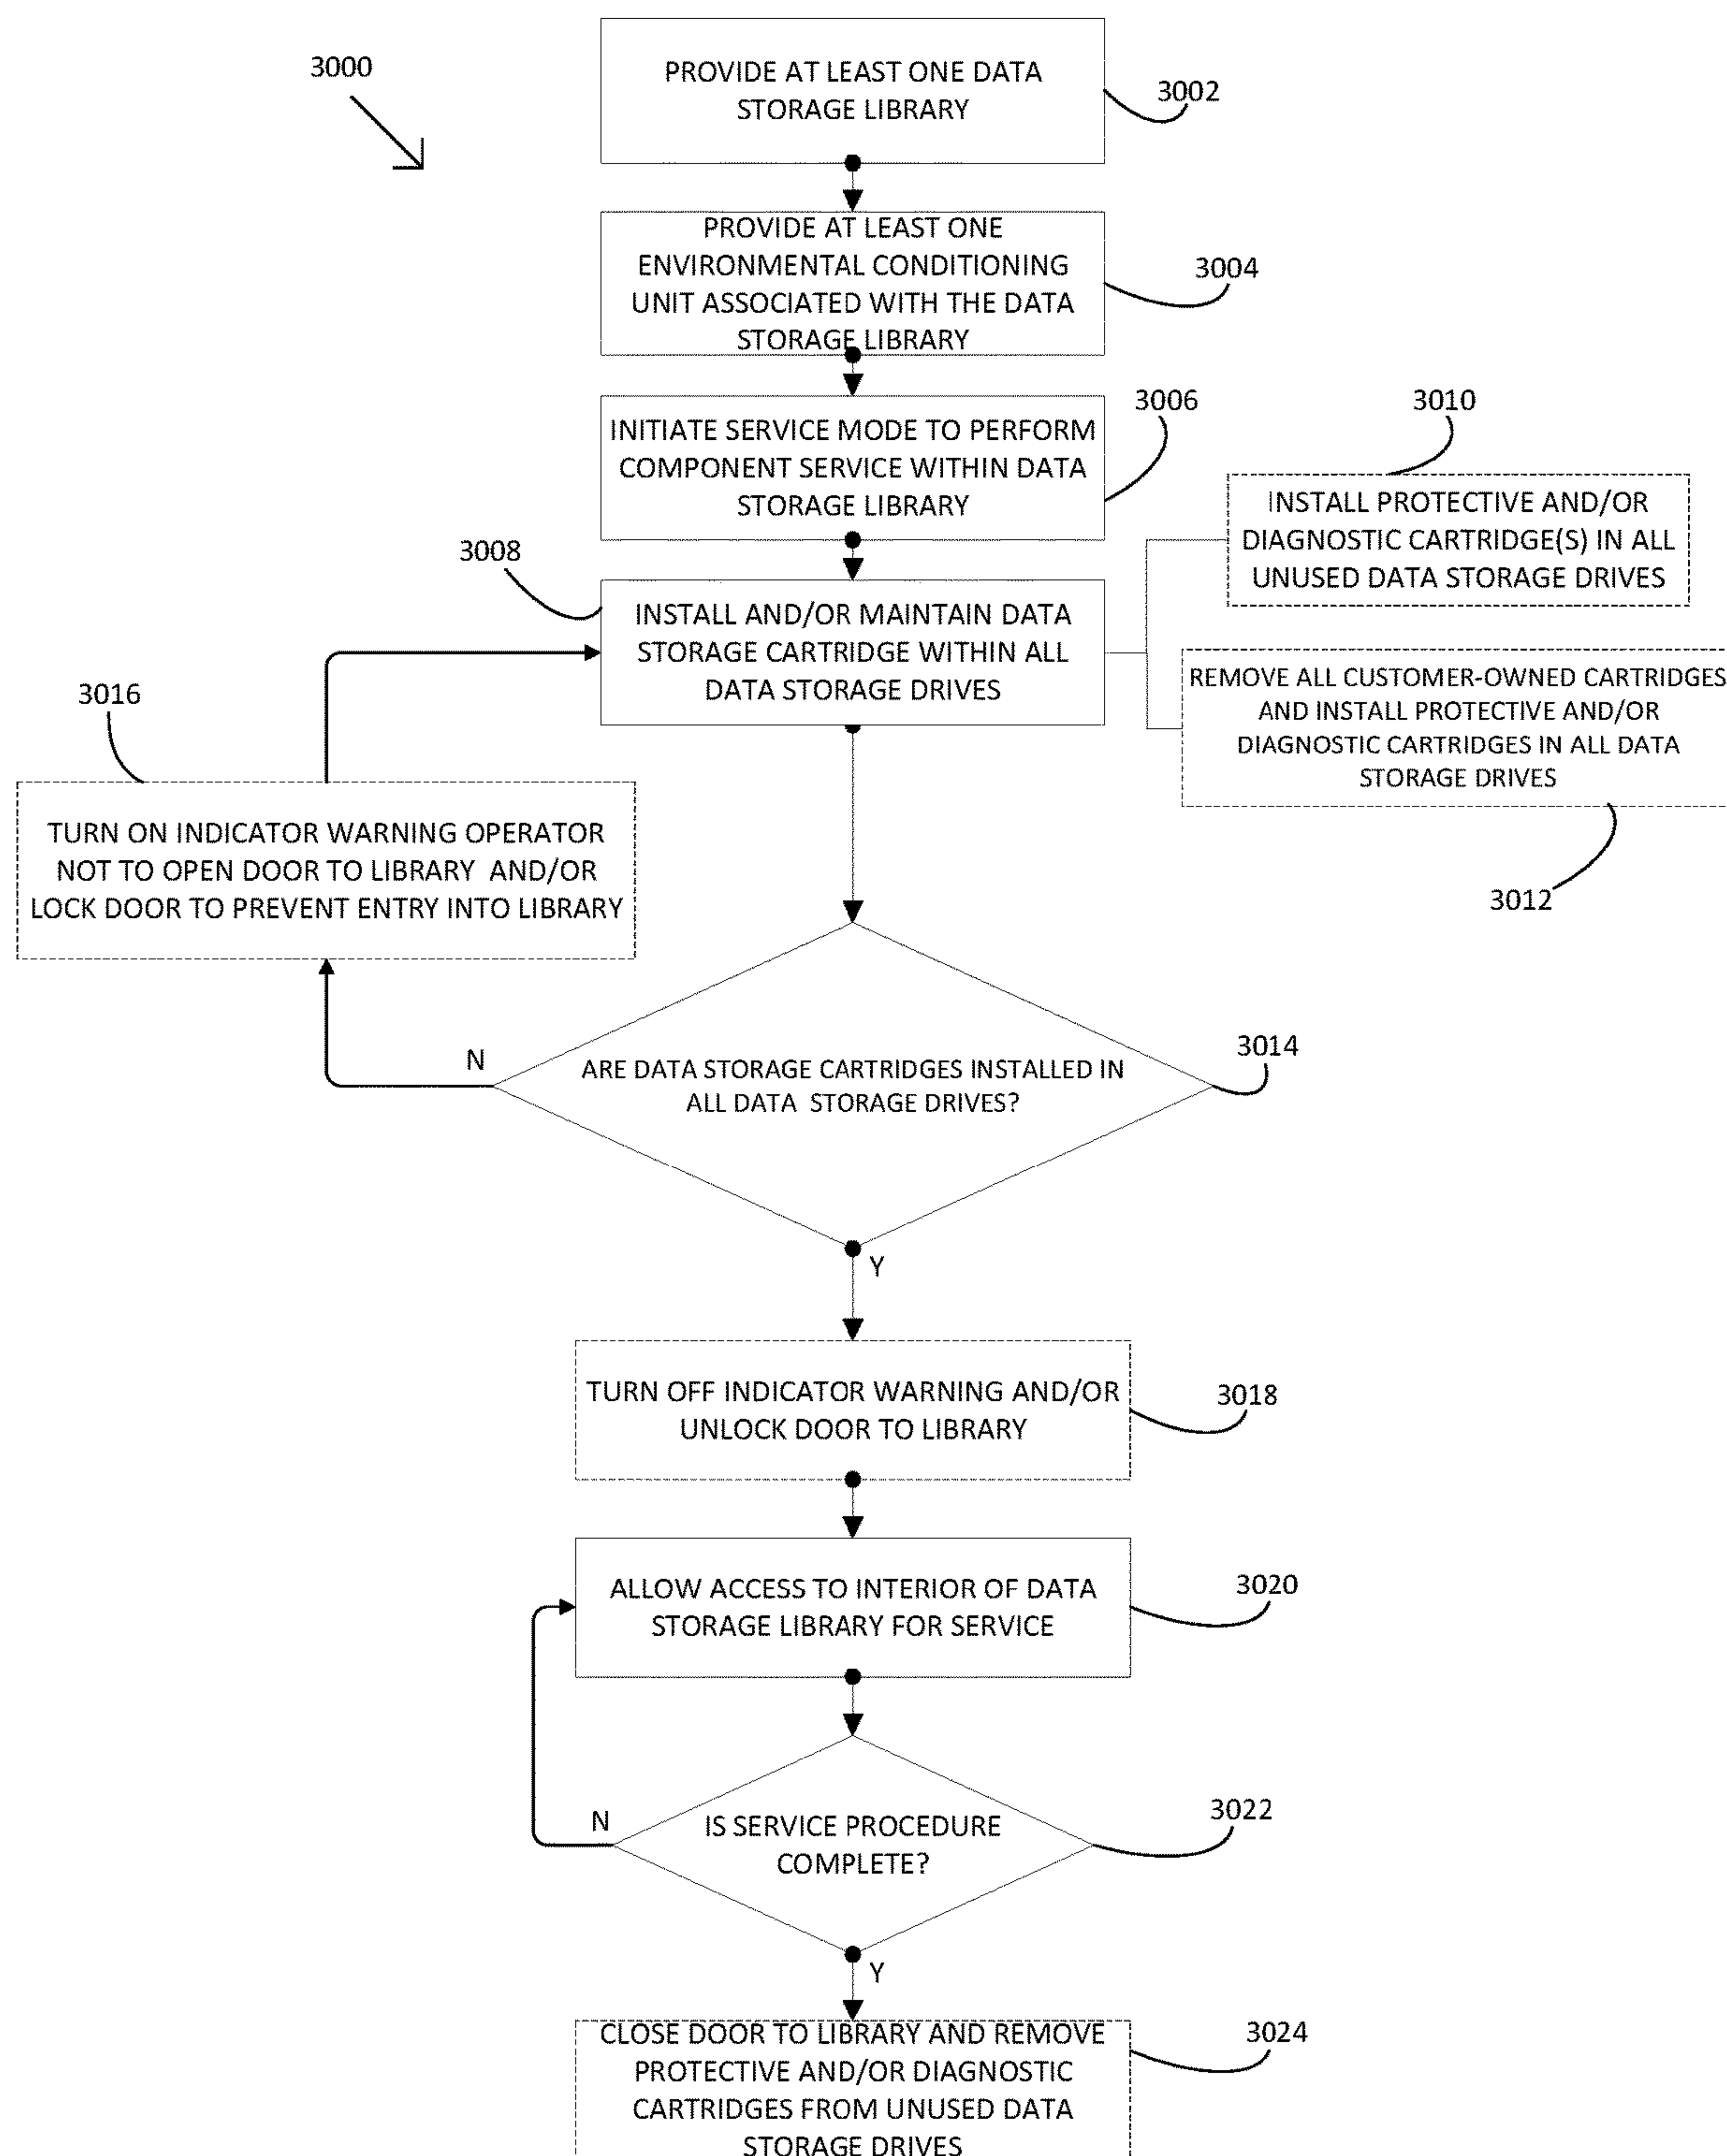 3000
PROVIDE AT LEAST ONE DATA
STORAGE LIBRARY
3002
PROVIDE AT LEAST ONE
ENVIRONMENTAL CONDITIONING
UNIT ASSOCIATED WITH THE DATA
STORAGE LIBRARY
3004
INITIATE SERVICE MODE TO PERFORM
COMPONENT SERVICE WITHIN DATA
STORAGE LIBRARY
3006
3010
INSTALL PROTECTIVE AND/OR
DIAGNOSTIC CARTRIDGE(S) IN ALL
UNUSED DATA STORAGE DRIVES
3008
INSTALL AND/OR MAINTAIN DATA
STORAGE CARTRIDGE WITHIN ALL
DATA STORAGE DRIVES
REMOVE ALL CUSTOMER-OWNED CARTRIDGES
AND INSTALL PROTECTIVE AND/OR
DIAGNOSTIC CARTRIDGES IN ALL DATA
STORAGE DRIVES
3012
3016
TURN ON INDICATOR WARNING OPERATOR
NOT TO OPEN DOOR TO LIBRARY AND/OR
LOCK DOOR TO PREVENT ENTRY INTO LIBRARY
N
ARE DATA STORAGE CARTRIDGES INSTALLED IN
ALL DATA STORAGE DRIVES?
3014
Y
TURN OFF INDICATOR WARNING AND/OR
UNLOCK DOOR TO LIBRARY
3018
ALLOW ACCESS TO INTERIOR OF DATA
STORAGE LIBRARY FOR SERVICE
3020
N
IS SERVICE PROCEDURE
COMPLETE?
3022
Y
CLOSE DOOR TO LIBRARY AND REMOVE
PROTECTIVE AND/OR DIAGNOSTIC
CARTRIDGES FROM UNUSED DATA
STORAGE DRIVES
3024